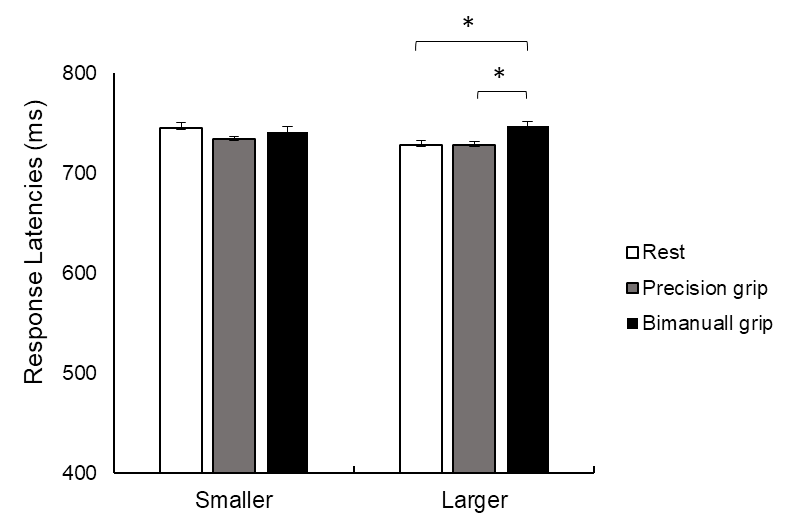 *
*
800
700
600
500
400
Response Latencies (ms)
Smaller
Larger
Rest
Precision grip
Bimanuall grip